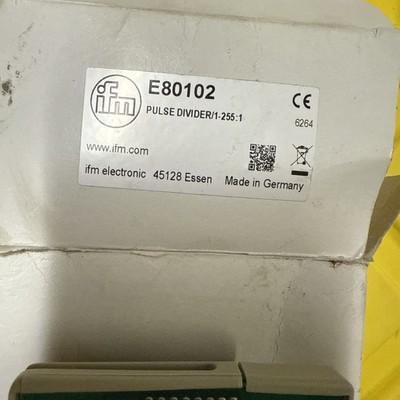 ifm
E80102
PULSE DIVIDER/1-255:1
CE
6264
www.ifm.com
ifm electronic 45128 Essen Made in Germany